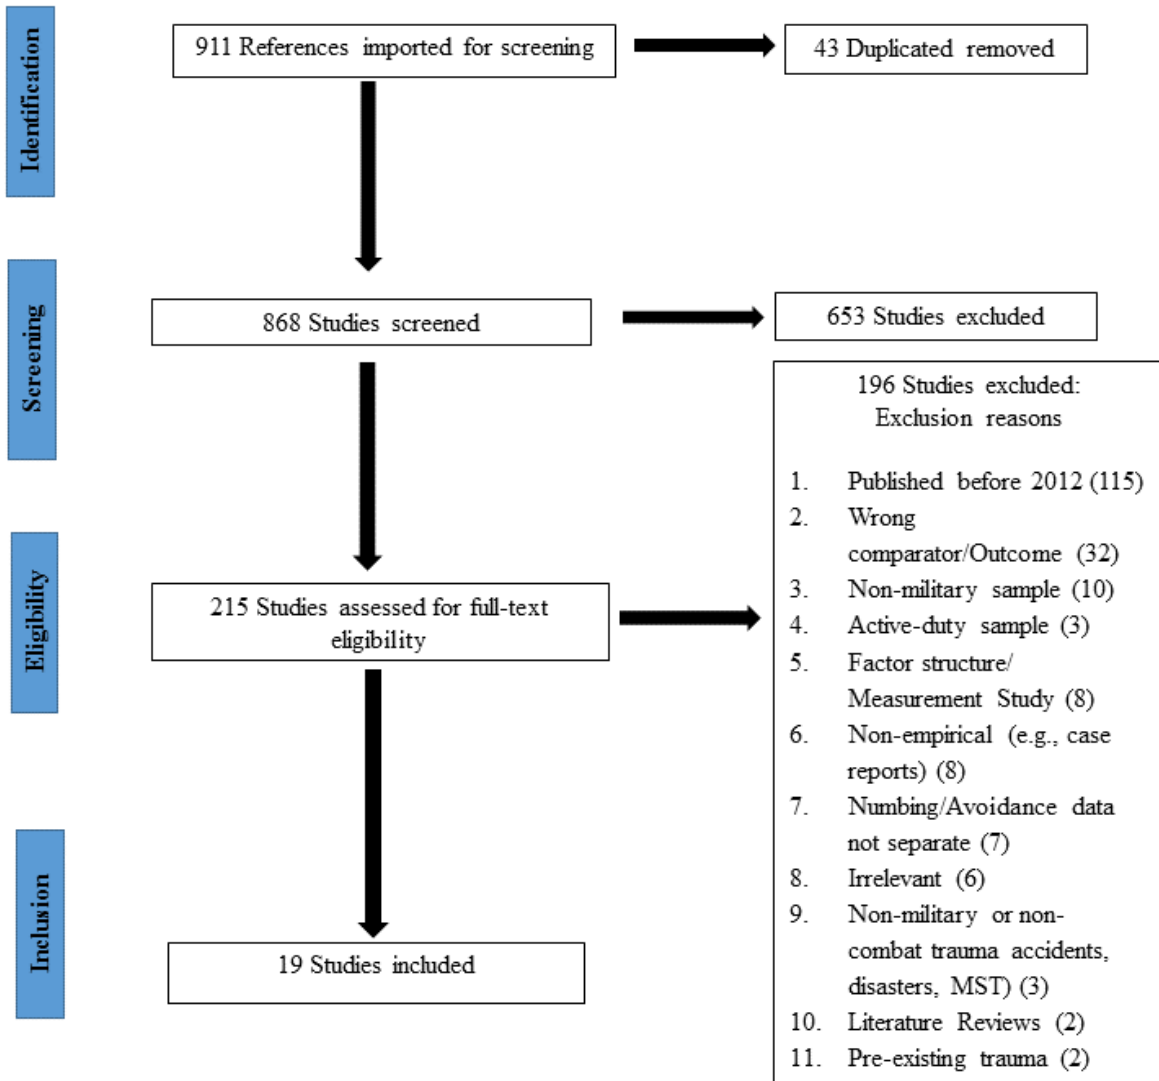 Identification
911 References imported for screening
43 Duplicated removed
Screening
868 Studies screened
653 Studies excluded
Eligibility
215 Studies assessed for full-text
eligibility
196 Studies excluded:
Exclusion reasons
1. Published before 2012 (115)
2. Wrong
comparator/Outcome (32)
3. Non-military sample (10)
4. Active-duty sample (3)
5. Factor structure/
Measurement Study (8)
6. Non-empirical (e.g., case
reports) (8)
7. Numbing/Avoidance data
not separate (7)
8. Irrelevant (6)
9. Non-military or non-
combat trauma accidents,
disasters, MST) (3)
10. Literature Reviews (2)
11. Pre-existing trauma (2)
Inclusion
19 Studies included